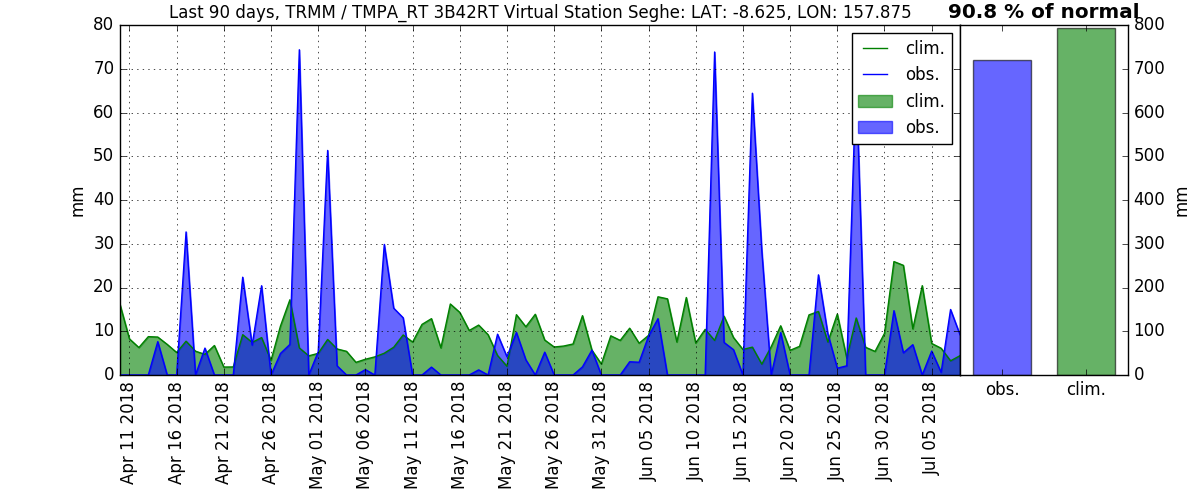 Last 90 days, TRMM / TMPA_RT 3B42RT Virtual Station Seghe: LAT: -8.625, LON: 157.875
90.8 % of normal
80
70
60
50
40
30
20
10
0
mm
clim.
obs.
clim.
obs.
Apr 11 2018
Apr 16 2018
Apr 21 2018
Apr 26 2018
May 01 2018
May 06 2018
May 11 2018
May 16 2018
May 21 2018
May 26 2018
May 31 2018
Jun 05 2018
Jun 10 2018
Jun 15 2018
Jun 20 2018
Jun 25 2018
Jun 30 2018
Jul 05 2018
800
700
600
500
400
300
200
100
0
mm
obs.
clim.